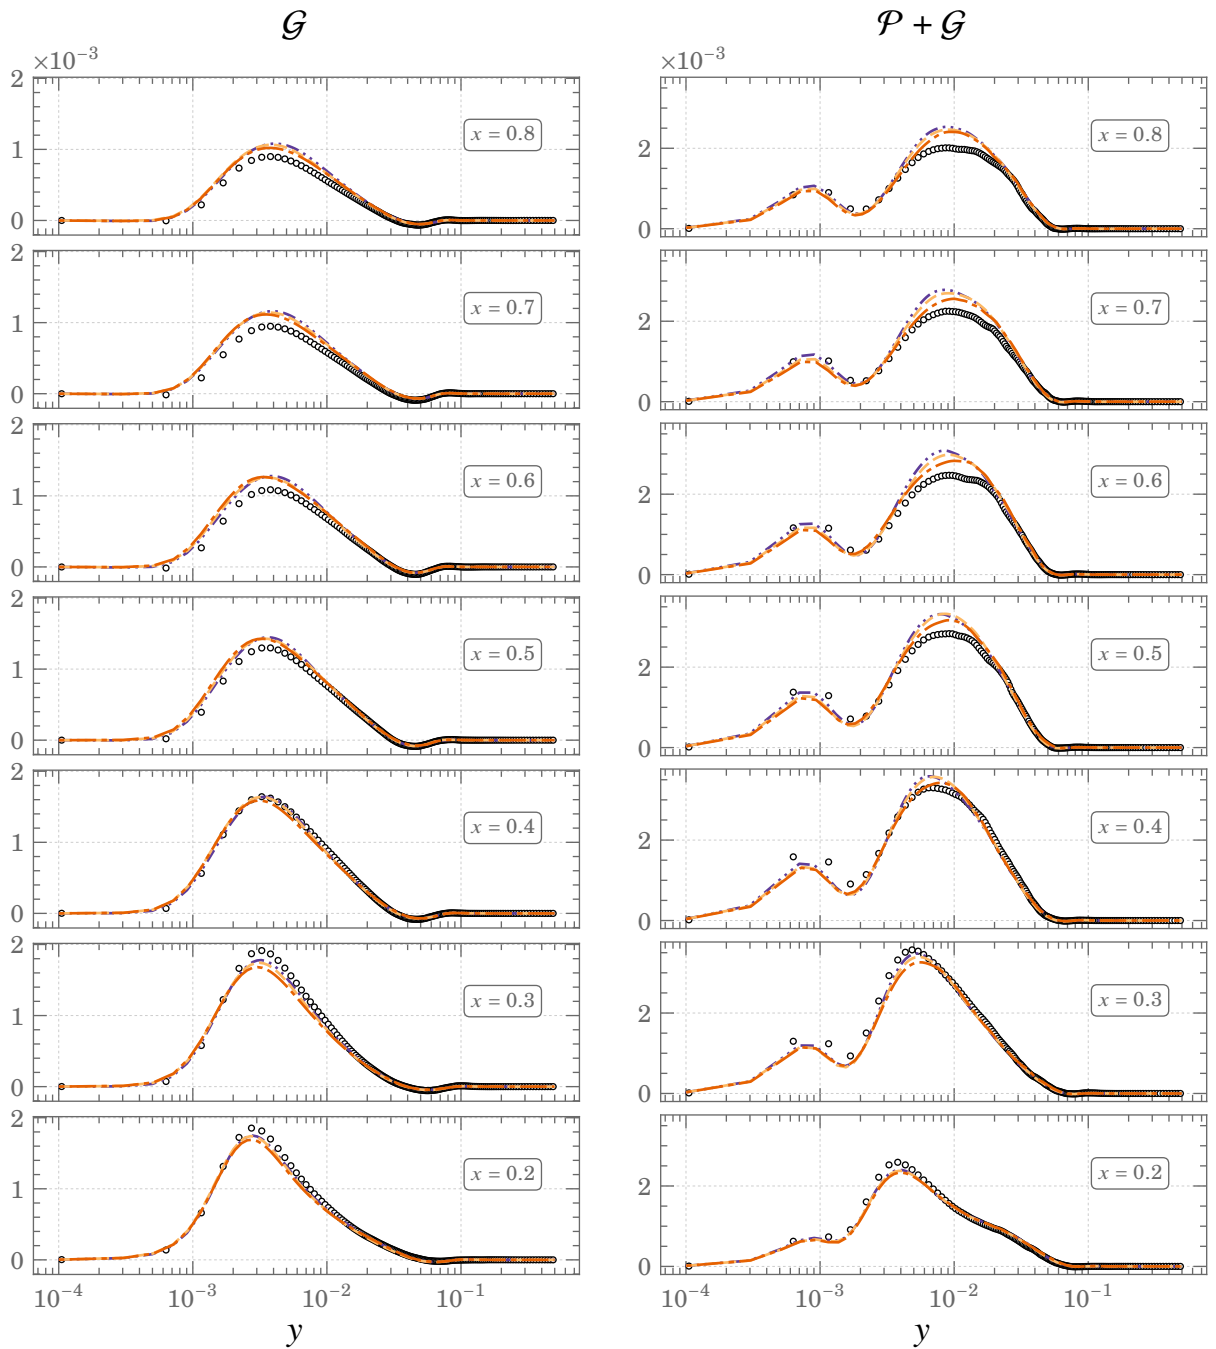 𝒢
𝒫 + 𝒢
×10⁻³
×10⁻³
2
1
0
x = 0.8
2
0
x = 0.8
2
1
0
x = 0.7
2
0
x = 0.7
2
1
0
x = 0.6
2
0
x = 0.6
2
1
0
x = 0.5
2
0
x = 0.5
2
1
0
x = 0.4
2
0
x = 0.4
2
1
0
x = 0.3
2
0
x = 0.3
2
1
0
x = 0.2
2
0
x = 0.2
10⁻⁴ 10⁻³ 10⁻² 10⁻¹
10⁻⁴ 10⁻³ 10⁻² 10⁻¹
y
y